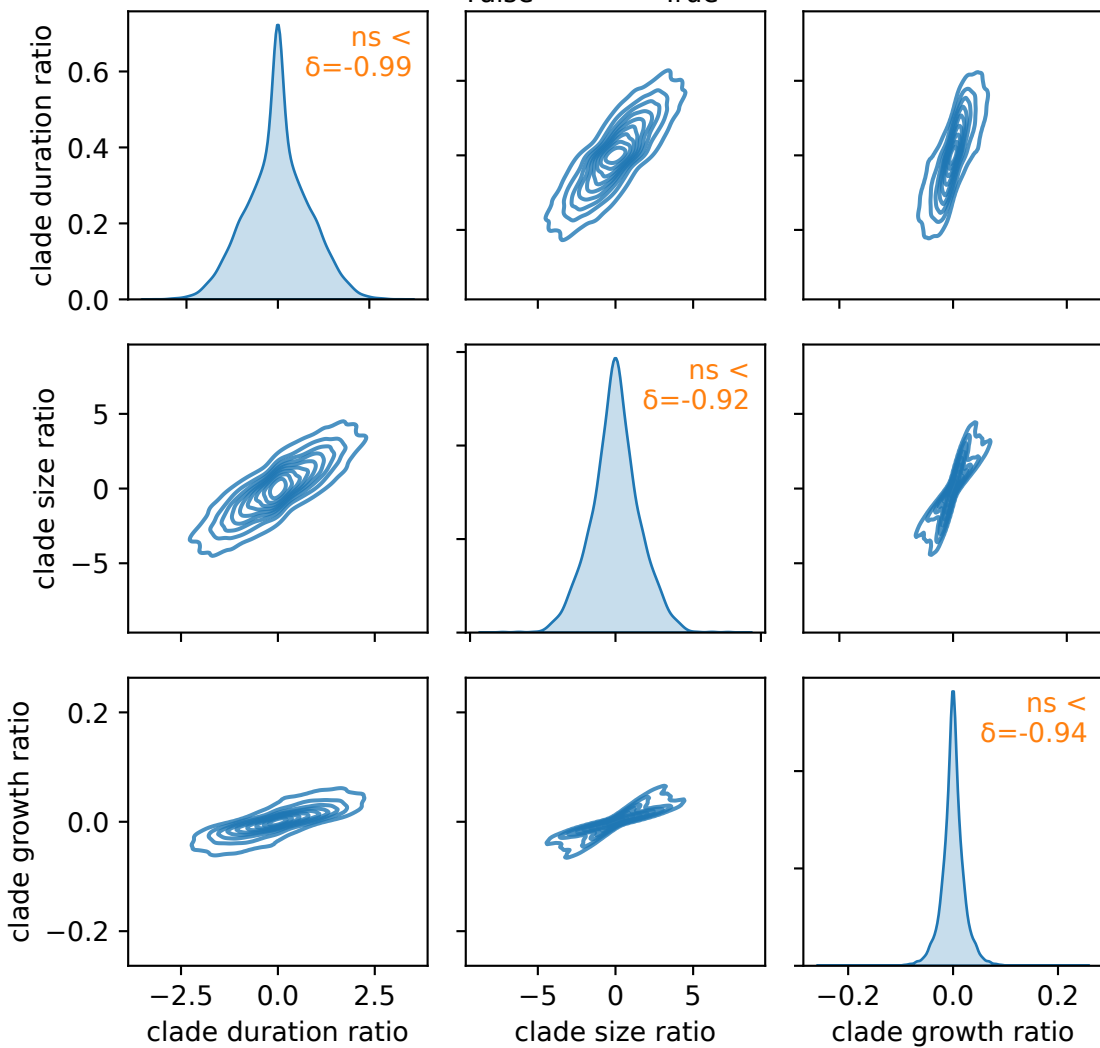 clade duration ratio
0.6
0.4
0.2
0.0
ns <
δ=-0.99
clade size ratio
5
0
−5
ns <
δ=-0.92
clade growth ratio
0.2
0.0
−0.2
ns <
δ=-0.94
−2.5 0.0 2.5
−5 0 5
−0.2 0.0 0.2
clade duration ratio
clade size ratio
clade growth ratio